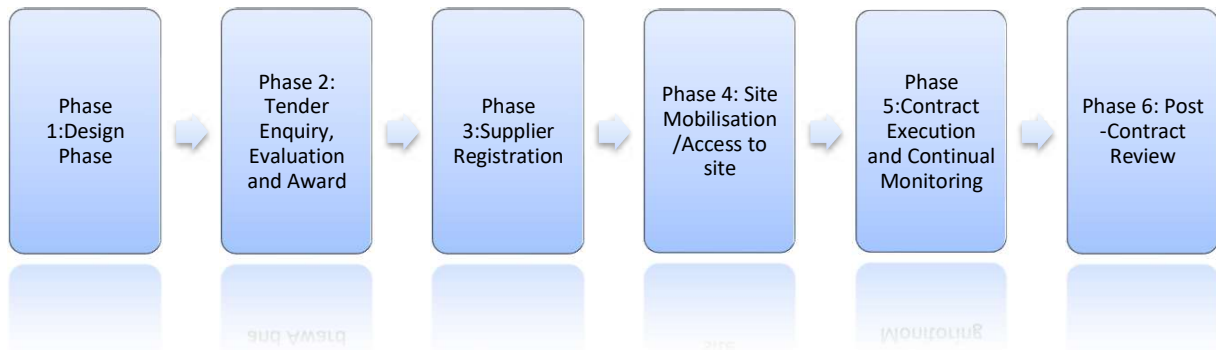 Phase
1:Design
Phase
Phase 2:
Tender
Enquiry,
Evaluation
and Award
Phase
3:Supplier
Registration
Phase 4: Site
Mobilisation
/Access to
site
Phase
5:Contract
Execution
and Continual
Monitoring
Phase 6: Post
-Contract
Review